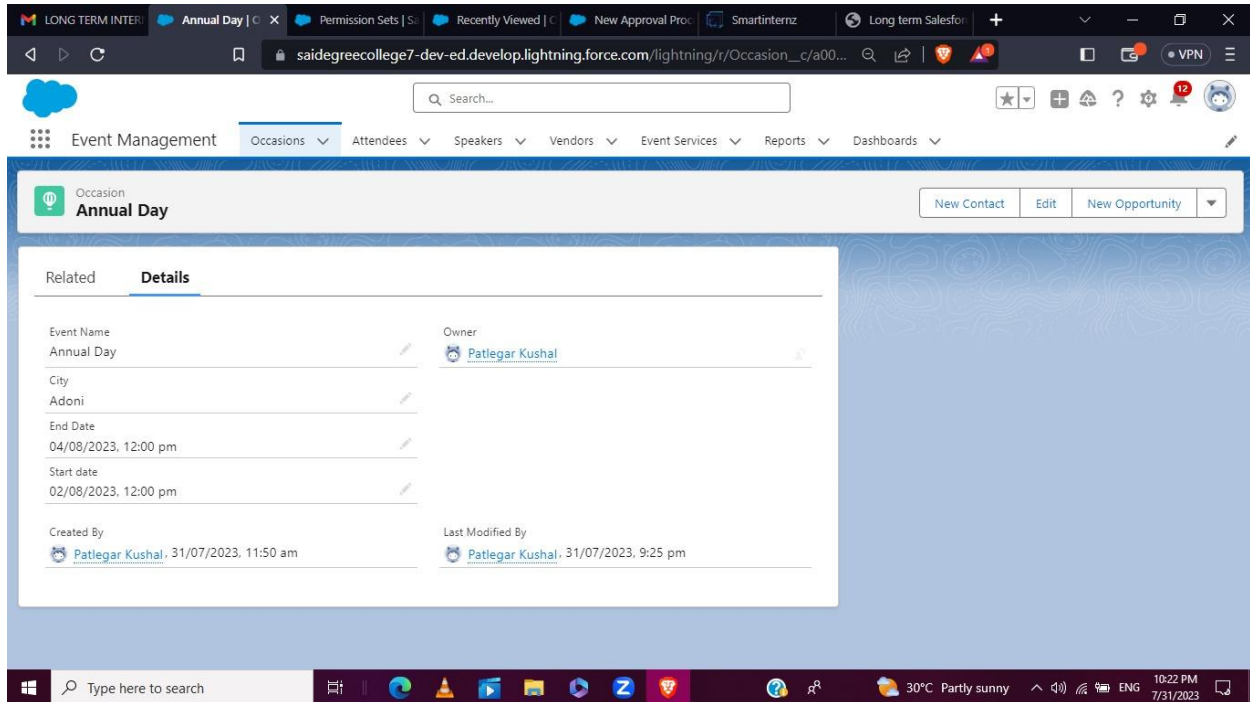 LONG TERM INTER
Annual Day | O
Permission Sets | Sa
Recently Viewed | O
New Approval Proc
Smartinternz
Long term Salesfor
saidegreecollege7-dev-ed.develop.lightning.force.com/lightning/r/Occasion__c/a00...
VPN
Search...
12
Event Management
Occasions
Attendees
Speakers
Vendors
Event Services
Reports
Dashboards
Occasion
Annual Day
New Contact
Edit
New Opportunity
Related
Details
Event Name
Annual Day
Owner
Patlegar Kushal
City
Adoni
End Date
04/08/2023, 12:00 pm
Start date
02/08/2023, 12:00 pm
Created By
Patlegar Kushal, 31/07/2023, 11:50 am
Last Modified By
Patlegar Kushal, 31/07/2023, 9:25 pm
Type here to search
30°C Partly sunny
ENG
10:22 PM
7/31/2023